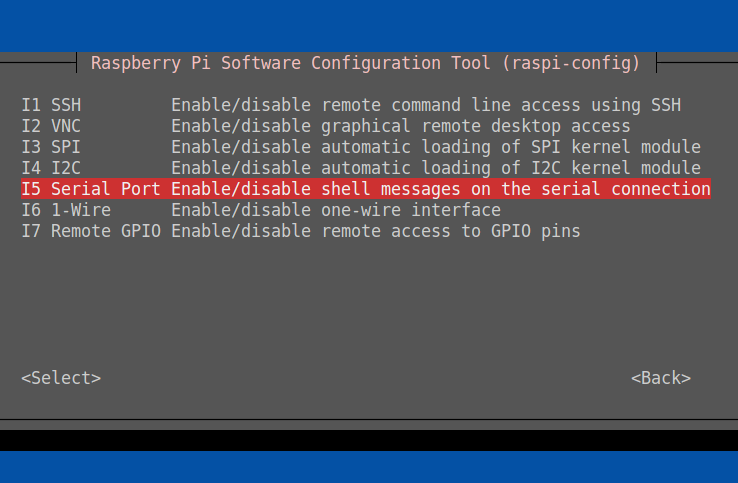 Raspberry Pi Software Configuration Tool (raspi-config)
I1 SSH Enable/disable remote command line access using SSH
I2 VNC Enable/disable graphical remote desktop access
I3 SPI Enable/disable automatic loading of SPI kernel module
I4 I2C Enable/disable automatic loading of I2C kernel module
I5 Serial Port Enable/disable shell messages on the serial connection
I6 1-Wire Enable/disable one-wire interface
I7 Remote GPIO Enable/disable remote access to GPIO pins
<Select> <Back>